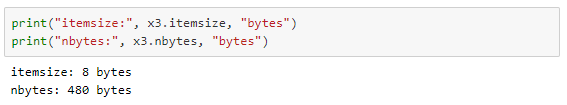 print("itemsize:", x3.itemsize, "bytes")
print("nbytes:", x3.nbytes, "bytes")
itemsize: 8 bytes
nbytes: 480 bytes